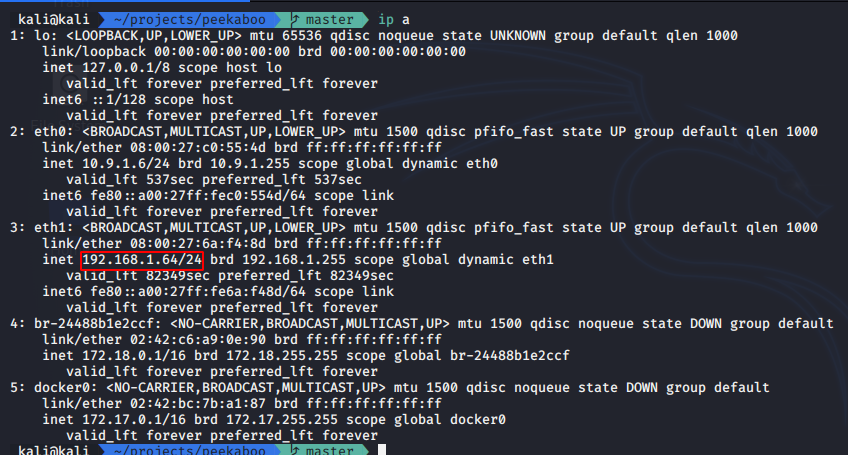 kali@kali ~/projects/peekaboo master ip a
1: lo: <LOOPBACK,UP,LOWER_UP> mtu 65536 qdisc noqueue state UNKNOWN group default qlen 1000
link/loopback 00:00:00:00:00:00 brd 00:00:00:00:00:00
inet 127.0.0.1/8 scope host lo
valid_lft forever preferred_lft forever
inet6 ::1/128 scope host
valid_lft forever preferred_lft forever
2: eth0: <BROADCAST,MULTICAST,UP,LOWER_UP> mtu 1500 qdisc pfifo_fast state UP group default qlen 1000
link/ether 08:00:27:c0:55:4d brd ff:ff:ff:ff:ff:ff
inet 10.9.1.6/24 brd 10.9.1.255 scope global dynamic eth0
valid_lft 537sec preferred_lft 537sec
inet6 fe80::a00:27ff:fec0:554d/64 scope link
valid_lft forever preferred_lft forever
3: eth1: <BROADCAST,MULTICAST,UP,LOWER_UP> mtu 1500 qdisc pfifo_fast state UP group default qlen 1000
link/ether 08:00:27:6a:f4:8d brd ff:ff:ff:ff:ff:ff
inet 192.168.1.64/24 brd 192.168.1.255 scope global dynamic eth1
valid_lft 82349sec preferred_lft 82349sec
inet6 fe80::a00:27ff:fe6a:f48d/64 scope link
valid_lft forever preferred_lft forever
4: br-24488b1e2ccf: <NO-CARRIER,BROADCAST,MULTICAST,UP> mtu 1500 qdisc noqueue state DOWN group default
link/ether 02:42:c6:a9:0e:90 brd ff:ff:ff:ff:ff:ff
inet 172.18.0.1/16 brd 172.18.255.255 scope global br-24488b1e2ccf
valid_lft forever preferred_lft forever
5: docker0: <NO-CARRIER,BROADCAST,MULTICAST,UP> mtu 1500 qdisc noqueue state DOWN group default
link/ether 02:42:bc:7b:a1:87 brd ff:ff:ff:ff:ff:ff
inet 172.17.0.1/16 brd 172.17.255.255 scope global docker0
valid_lft forever preferred_lft forever
kali@kali ~/projects/peekaboo master